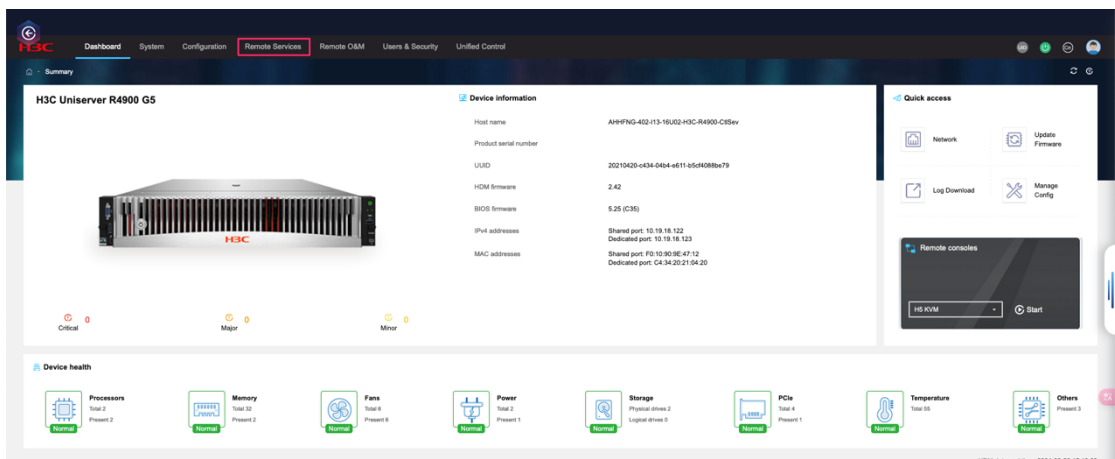 H3C
Dashboard System Configuration Remote Services Remote O&M Users & Security Unified Control
UID
Summary
H3C Uniserver R4900 G5
H3C
Critical 0
Major 0
Minor 0
Device information
Host name AHHFNG-402-I13-16U02-H3C-R4900-CtlSev
Product serial number
UUID 20210420-c434-04b4-e611-b5cf4088be79
HDM firmware 2.42
BIOS firmware 5.25 (C35)
IPv4 addresses Shared port: 10.19.18.122
Dedicated port: 10.19.18.123
MAC addresses Shared port: F0:10:90:9E:47:12
Dedicated port: C4:34:20:21:04:20
Quick access
Network
Update
Firmware
Log Download
Manage
Config
Remote consoles
H5 KVM
Start
Device health
Processors
Total 2
Present 2
Normal
Memory
Total 32
Present 2
Normal
Fans
Total 6
Present 6
Normal
Power
Total 2
Present 1
Normal
Storage
Physical drives 2
Logical drives 0
Normal
PCIe
Total 4
Present 1
Normal
Temperature
Total 55
Normal
Others
Present 3
Normal